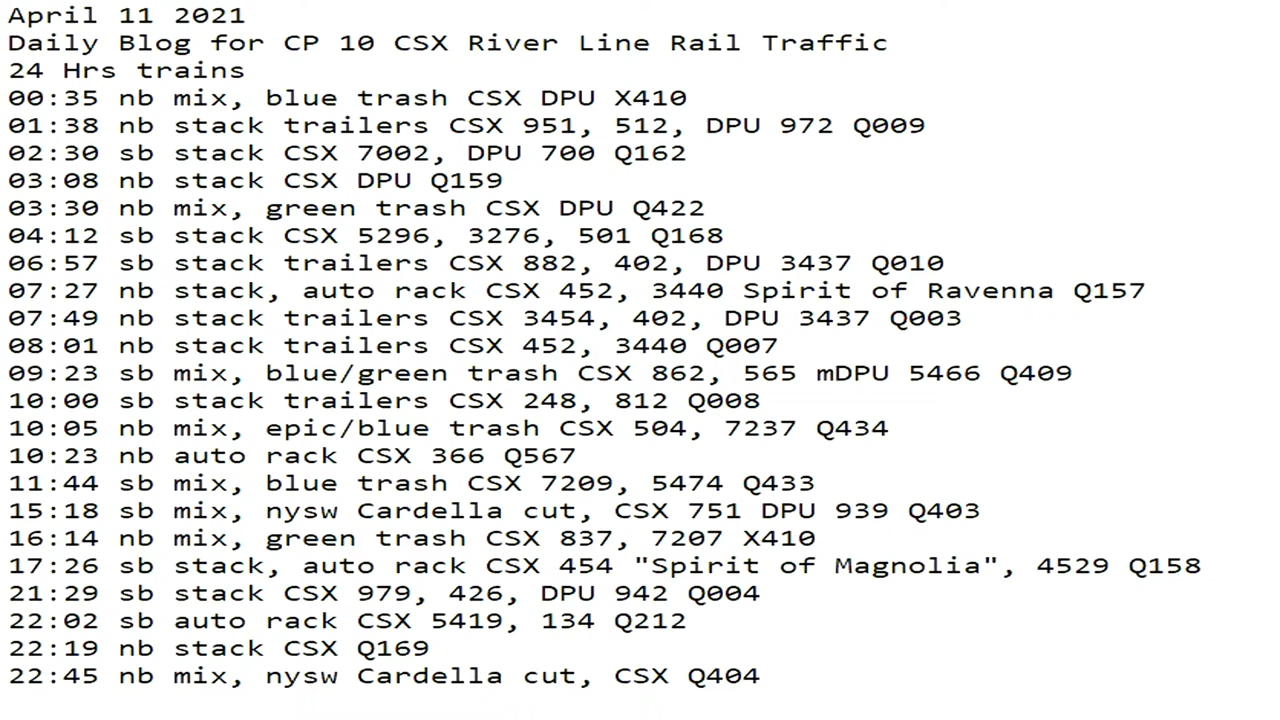 April 11 2021
Daily Blog for CP 10 CSX River Line Rail Traffic
24 Hrs trains
00:35 nb mix, blue trash CSX DPU X410
01:38 nb stack trailers CSX 951, 512, DPU 972 Q009
02:30 sb stack CSX 7002, DPU 700 Q162
03:08 nb stack CSX DPU Q159
03:30 nb mix, green trash CSX DPU Q422
04:12 sb stack CSX 5296, 3276, 501 Q168
06:57 sb stack trailers CSX 882, 402, DPU 3437 Q010
07:27 nb stack, auto rack CSX 452, 3440 Spirit of Ravenna Q157
07:49 nb stack trailers CSX 3454, 402, DPU 3437 Q003
08:01 nb stack trailers CSX 452, 3440 Q007
09:23 sb mix, blue/green trash CSX 862, 565 mDPU 5466 Q409
10:00 sb stack trailers CSX 248, 812 Q008
10:05 nb mix, epic/blue trash CSX 504, 7237 Q434
10:23 nb auto rack CSX 366 Q567
11:44 sb mix, blue trash CSX 7209, 5474 Q433
15:18 sb mix, nysw Cardella cut, CSX 751 DPU 939 Q403
16:14 nb mix, green trash CSX 837, 7207 X410
17:26 sb stack, auto rack CSX 454 "Spirit of Magnolia", 4529 Q158
21:29 sb stack CSX 979, 426, DPU 942 Q004
22:02 sb auto rack CSX 5419, 134 Q212
22:19 nb stack CSX Q169
22:45 nb mix, nysw Cardella cut, CSX Q404